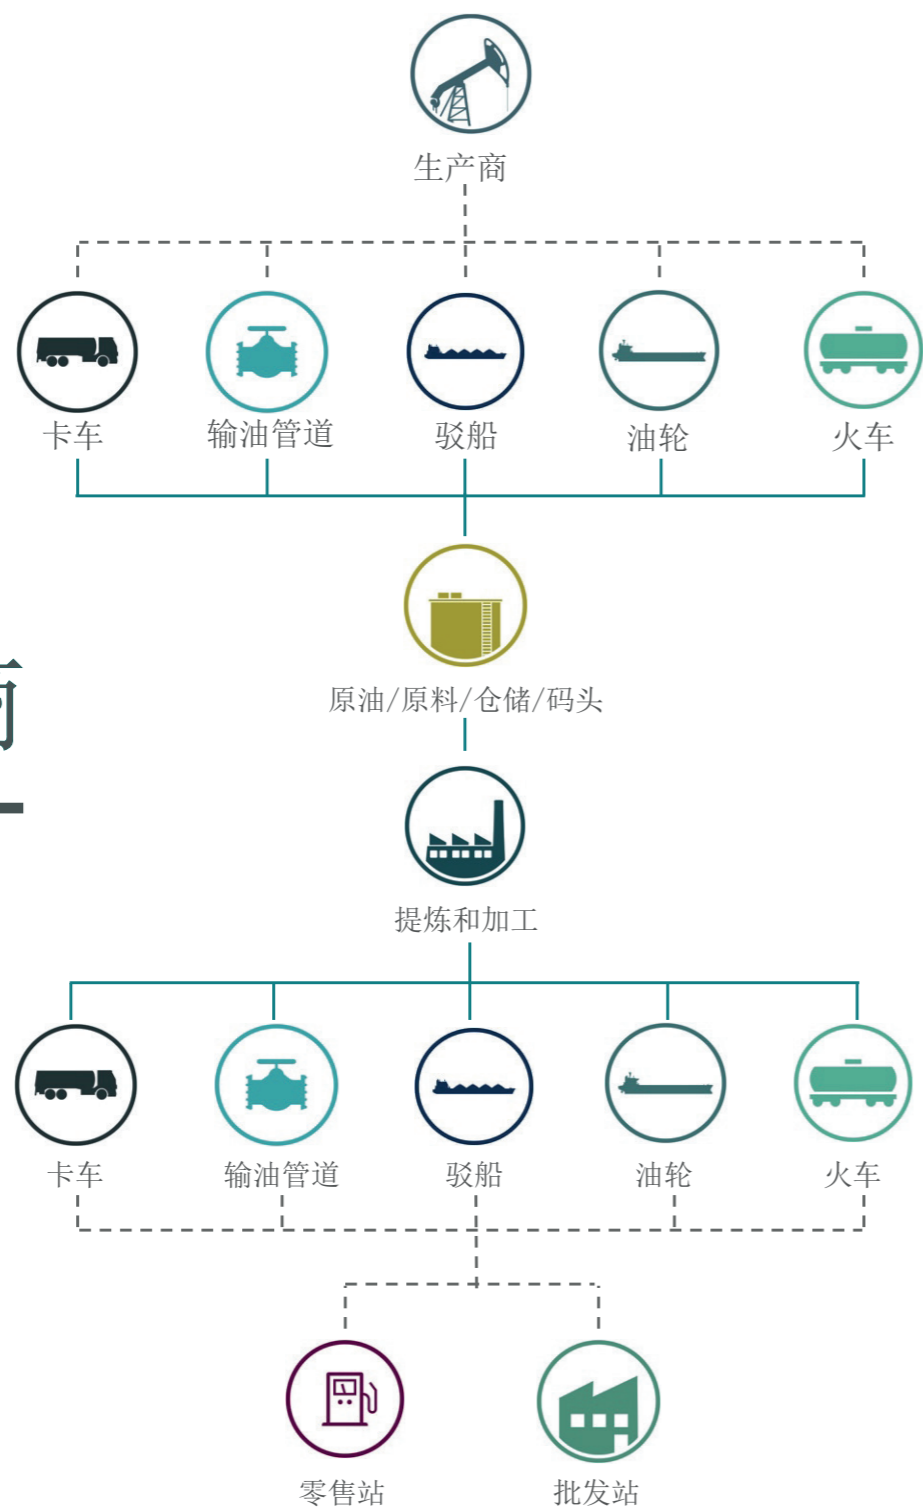 生产商
卡车 输油管道 驳船 油轮 火车
原油/原料/仓储/码头
提炼和加工
卡车 输油管道 驳船 油轮 火车
零售站 批发站